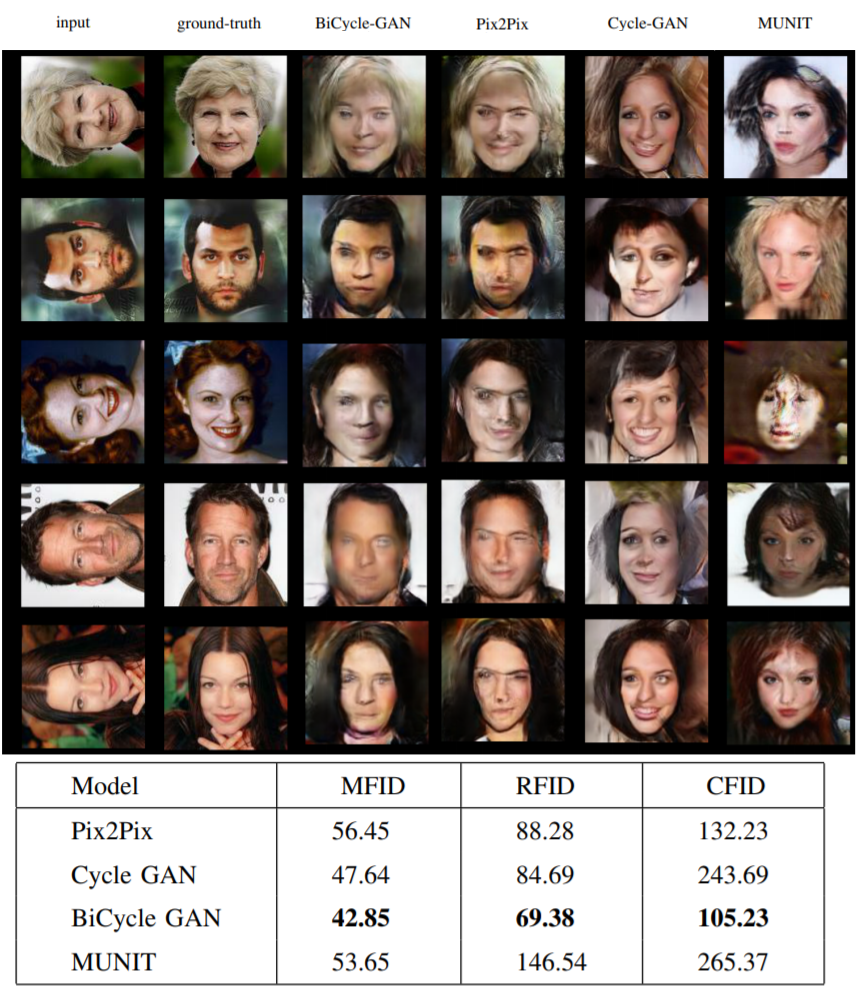 input ground-truth BiCycle-GAN Pix2Pix Cycle-GAN MUNIT
Model MFID RFID CFID
Pix2Pix 56.45 88.28 132.23
Cycle GAN 47.64 84.69 243.69
BiCycle GAN 42.85 69.38 105.23
MUNIT 53.65 146.54 265.37